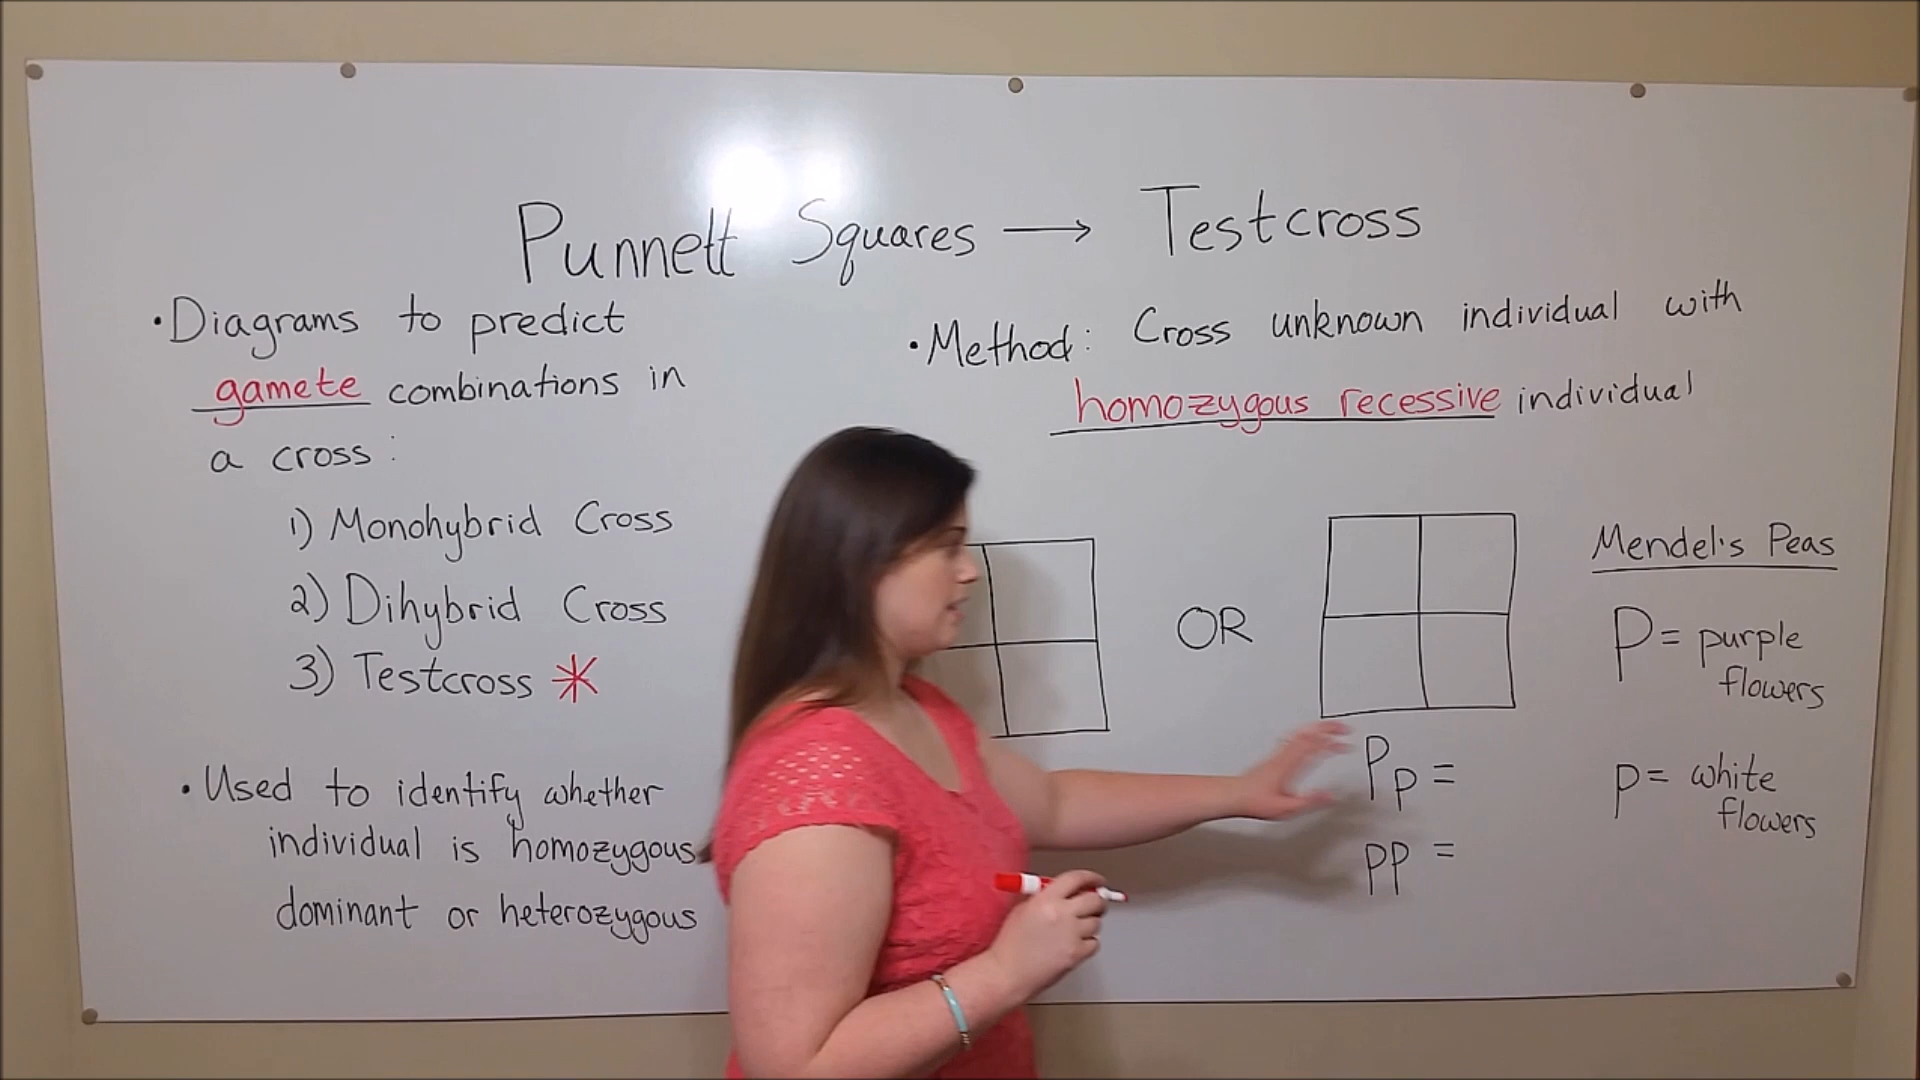 Punnett Squares → Testcross
• Diagrams to predict
gamete combinations in
a cross:
1) Monohybrid Cross
2) Dihybrid Cross
3) Testcross *
• Used to identify whether
individual is homozygous
dominant or heterozygous
• Method: Cross unknown individual with
homozygous recessive individual
OR
Pp =
pp =
Mendel's Peas
P = purple
flowers
p = white
flowers